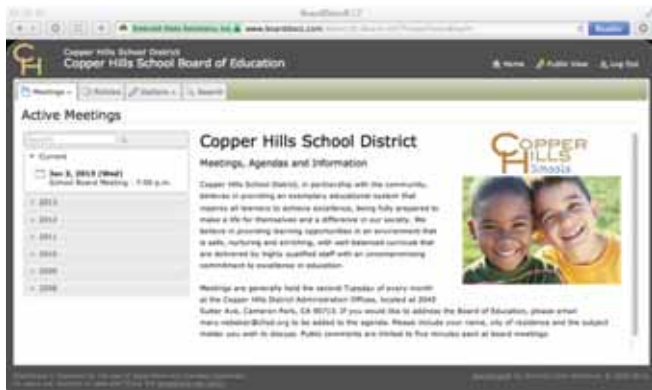 BoardDocs® LT
www.boarddocs.com
Reader
Copper Hills School District
Copper Hills School Board of Education
Home Public View Log Out
Meetings Policies Options Search
Active Meetings
Search
Current
Jan 2, 2013 (Wed)
School Board Meeting - 7:00 p.m.
2013
2012
2011
2010
2009
2008
Copper Hills School District
Meetings, Agendas and Information
Copper Hills School District, in partnership with the community,
believes in providing an exemplary educational system that
inspires all learners to achieve excellence, being fully prepared to
make a life for themselves and a difference in our society. We
believe in providing learning opportunities in an environment that
is safe, nurturing and enriching, with well-balanced curricula that
are delivered by highly qualified staff with an uncompromising
commitment to excellence in education.
Meetings are generally held the second Tuesday of every month
at the Copper Hills District Administration Offices, located at
Ave, Cameron Park, CA If you would like to address the Board of Education, please email
to be added to the agenda. Please include your name, city of residence and the subject
matter you wish to discuss. Public comments are limited to five minutes each at board meetings.
COPPER
HILLS
Schools